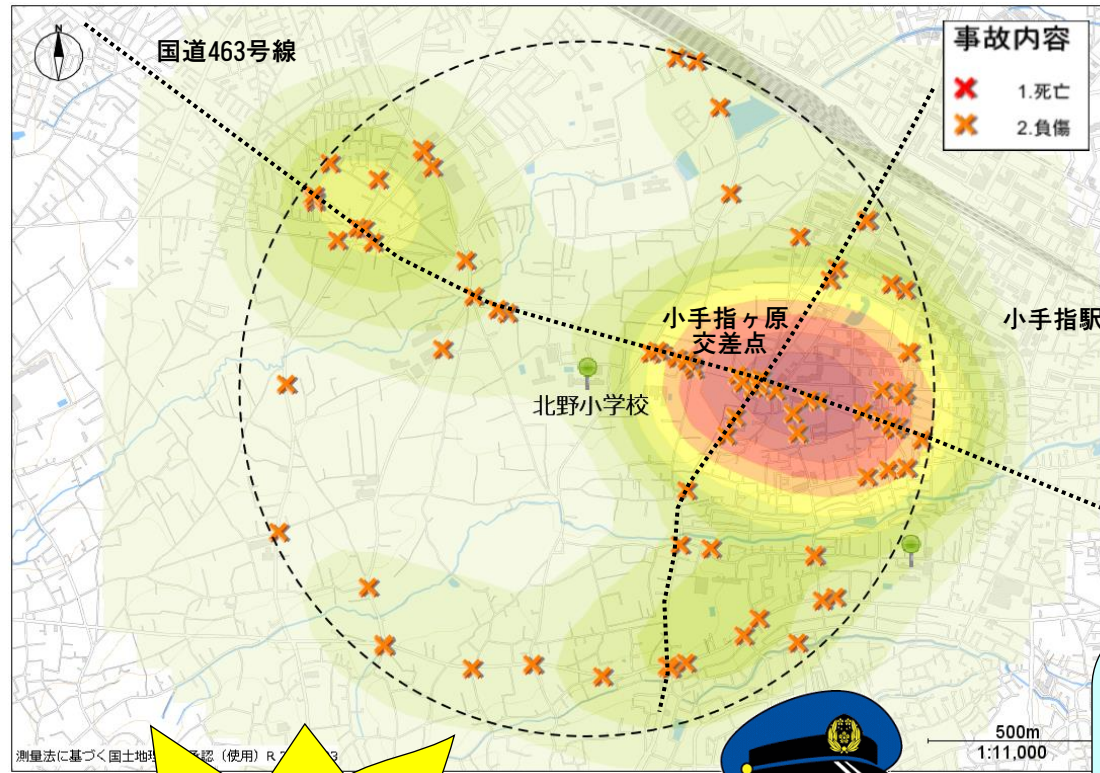 N
国道463号線
事故内容
1.死亡
2.負傷
小手指ヶ原
交差点
小手指駅
北野小学校
500m
1:11,000
測量法に基づく国土地理 承認(使用)R 2 3